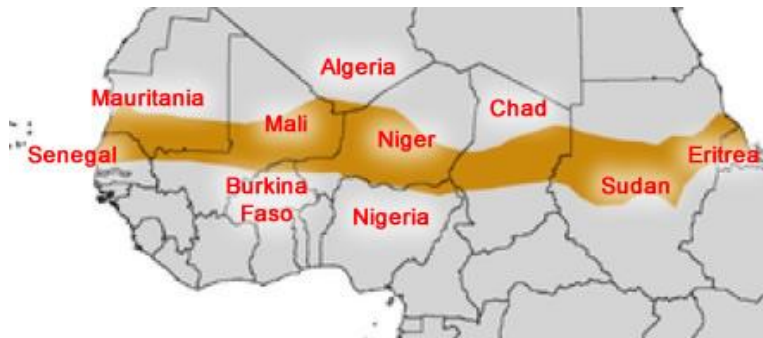 Algeria
Mauritania
Chad
Mali
Niger
Senegal
Eritrea
Burkina
Faso
Sudan
Nigeria